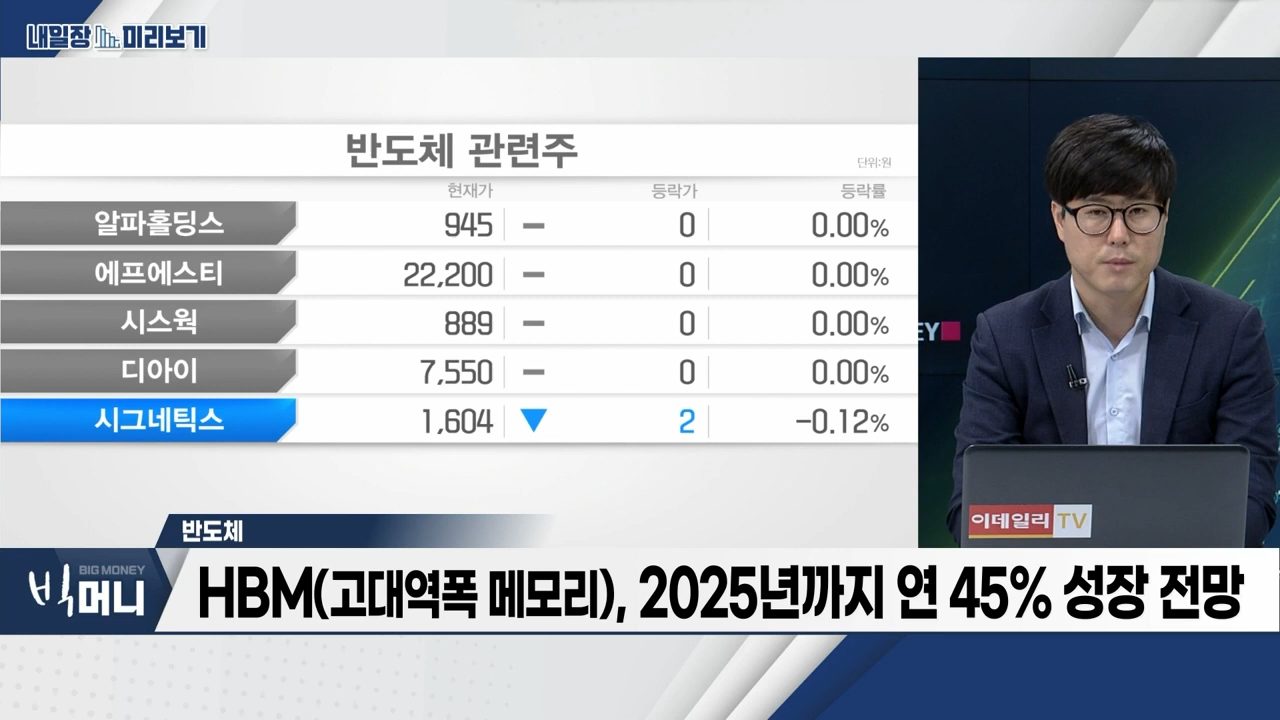 내일장 미리보기
반도체 관련주
단위:원
현재가 등락가 등락률
알파홀딩스 945 0 0.00%
에프에스티 22,200 0 0.00%
시스웍 889 0 0.00%
디아이 7,550 0 0.00%
시그네틱스 1,604 ▼ 2 -0.12%
EY
이데일리 TV
반도체
BIG MONEY
빅머니
HBM(고대역폭 메모리), 2025년까지 연 45% 성장 전망